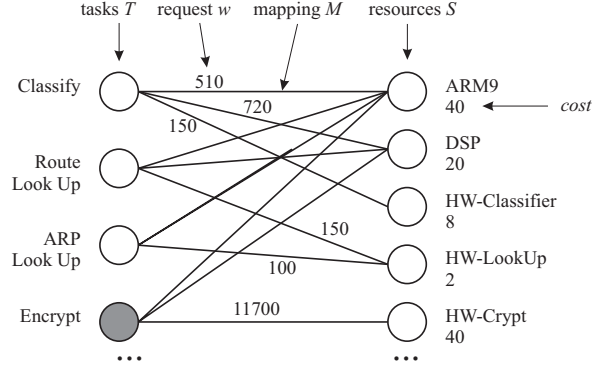 tasks T request w mapping M resources S
Classify
510
ARM9
40
cost
720
150
DSP
20
Route
Look Up
HW-Classifier
8
ARP
Look Up
150
100
HW-LookUp
2
Encrypt
11700
HW-Crypt
40
... ...